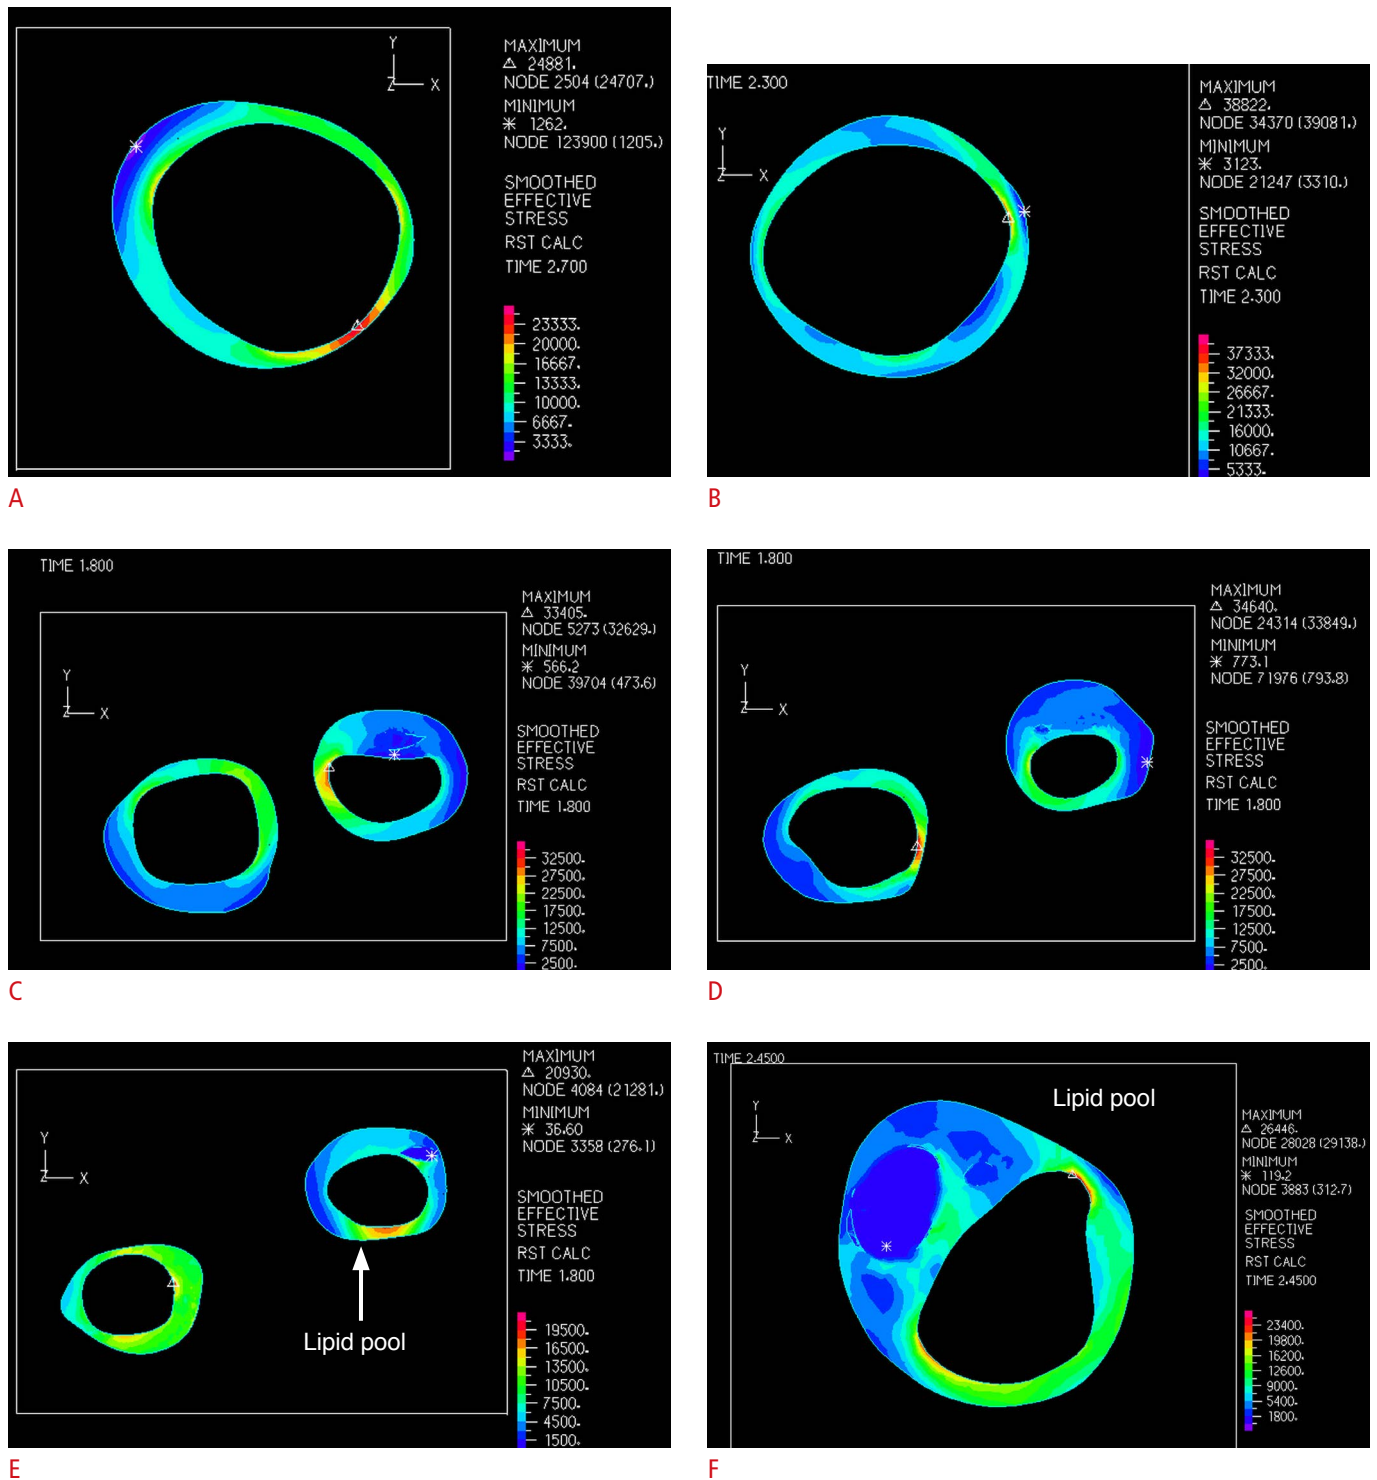 Y
Z X
MAXIMUM
△ 24881.
NODE 2504 (24707.)
MINIMUM
✳ 1262.
NODE 123900 (1205.)
SMOOTHED
EFFECTIVE
STRESS
RST CALC
TIME 2.700
23333.
20000.
16667.
13333.
10000.
6667.
3333.
A
TIME 2.300
Y
Z X
MAXIMUM
△ 38822.
NODE 34370 (39081.)
MINIMUM
✳ 3123.
NODE 21247 (3310.)
SMOOTHED
EFFECTIVE
STRESS
RST CALC
TIME 2.300
37333.
32000.
26667.
21333.
16000.
10667.
5333.
B
TIME 1.800
Y
Z X
MAXIMUM
△ 33405.
NODE 5273 (32629.)
MINIMUM
✳ 566.2
NODE 39704 (473.6)
SMOOTHED
EFFECTIVE
STRESS
RST CALC
TIME 1.800
32500.
27500.
22500.
17500.
12500.
7500.
2500.
C
TIME 1.800
Y
Z X
MAXIMUM
△ 34640.
NODE 24314 (33849.)
MINIMUM
✳ 773.1
NODE 71976 (793.8)
SMOOTHED
EFFECTIVE
STRESS
RST CALC
TIME 1.800
32500.
27500.
22500.
17500.
12500.
7500.
2500.
D
Y
Z X
Lipid pool
MAXIMUM
△ 20930.
NODE 4084 (21281.)
MINIMUM
✳ 36.60
NODE 3358 (276.1)
SMOOTHED
EFFECTIVE
STRESS
RST CALC
TIME 1.800
19500.
16500.
13500.
10500.
7500.
4500.
1500.
E
TIME 2.4500
Y
Z X
Lipid pool
MAXIMUM
△ 26446.
NODE 28028 (29138.)
MINIMUM
✳ 119.2
NODE 3883 (312.7)
SMOOTHED
EFFECTIVE
STRESS
RST CALC
TIME 2.4500
23400.
19800.
16200.
12600.
9000.
5400.
1800.
F